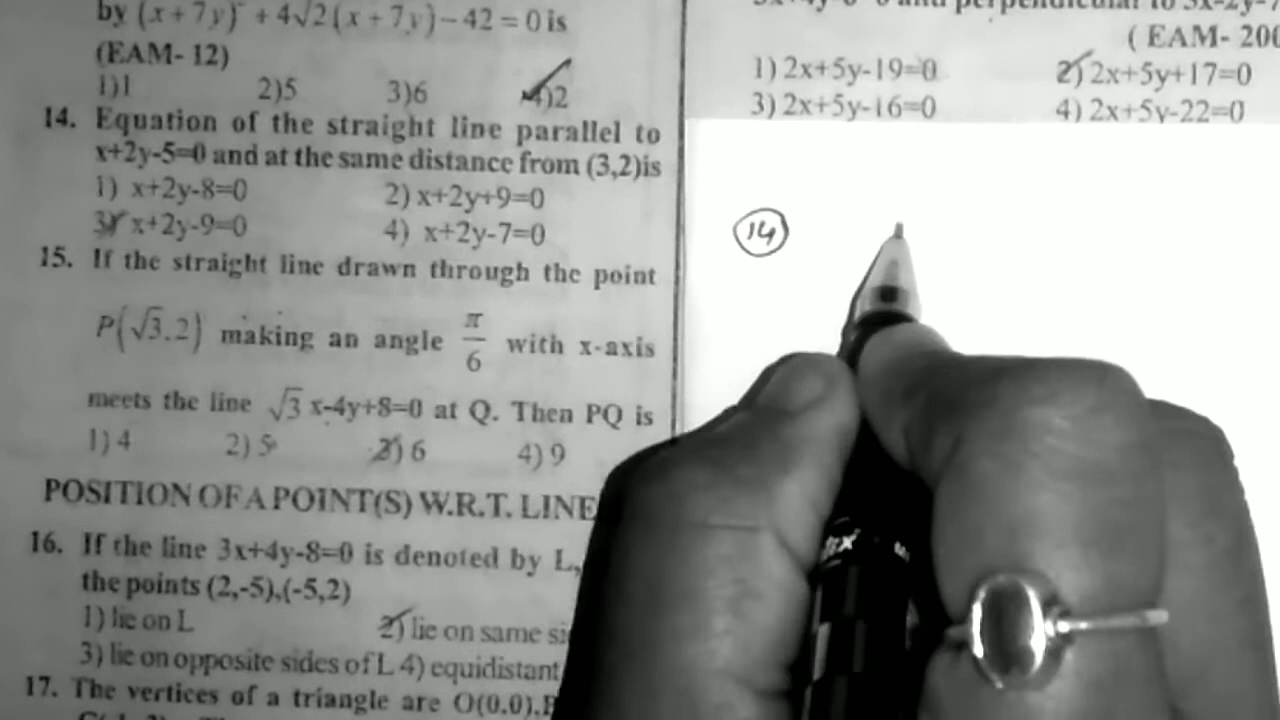 by (x+7y)² + 4√2(x+7y) − 42 = 0 is
(EAM- 12)
1)1 2)5 3)6 4)2
14. Equation of the straight line parallel to
x+2y-5=0 and at the same distance from (3,2)is
1) x+2y-8=0 2) x+2y+9=0
3) x+2y-9=0 4) x+2y-7=0
15. If the straight line drawn through the point
P(√3.2) making an angle π/6 with x-axis
meets the line √3 x-4y+8=0 at Q. Then PQ is
1) 4 2) 5 3) 6 4) 9
POSITION OF A POINT(S) W.R.T. LINE
16. If the line 3x+4y-8=0 is denoted by L,
the points (2,-5),(-5,2)
1) lie on L 2) lie on same si
3) lie on opposite sides of L 4) equidistant
17. The vertices of a triangle are O(0.0).B
and perpendicular to
( EAM- 200
1) 2x+5y-19=0 2) 2x+5y+17=0
3) 2x+5y-16=0 4) 2x+5y-22=0
14